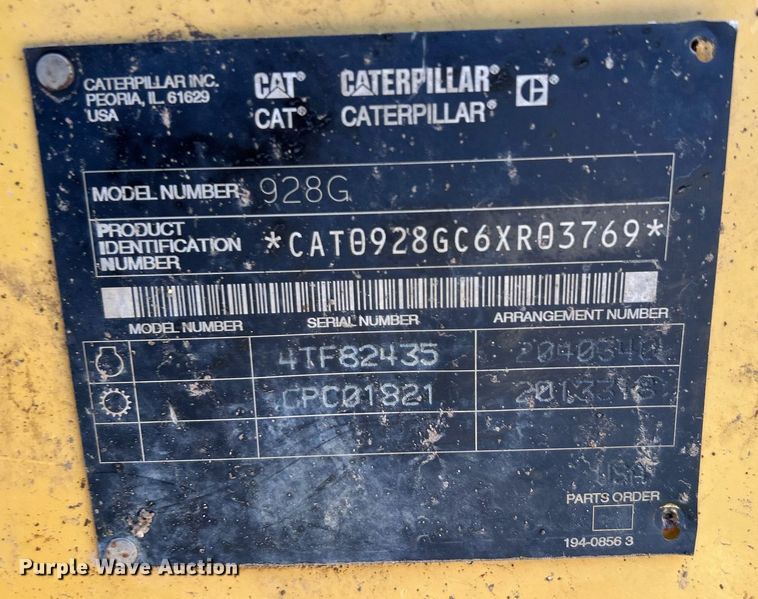 CATERPILLAR INC.
PEORIA, IL. 61629
USA
CAT® CATERPILLAR® C®
CAT® CATERPILLAR®
MODEL NUMBER 928G
PRODUCT
IDENTIFICATION
NUMBER
*CAT0928GC6XR03769*
MODEL NUMBER SERIAL NUMBER ARRANGEMENT NUMBER
4TF82435
CPC01821
USA
PARTS ORDER
194-0856 3
Purple Wave Auction